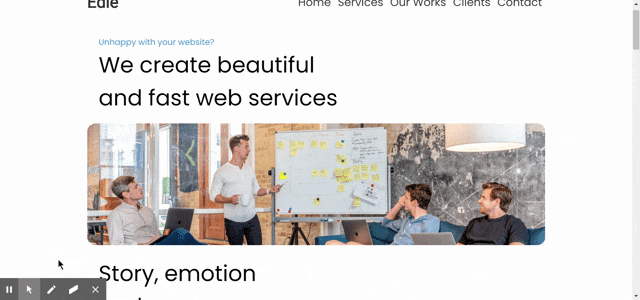 Edie
Home Services Our Works Clients Contact
Unhappy with your website?
We create beautiful
and fast web services
Story, emotion